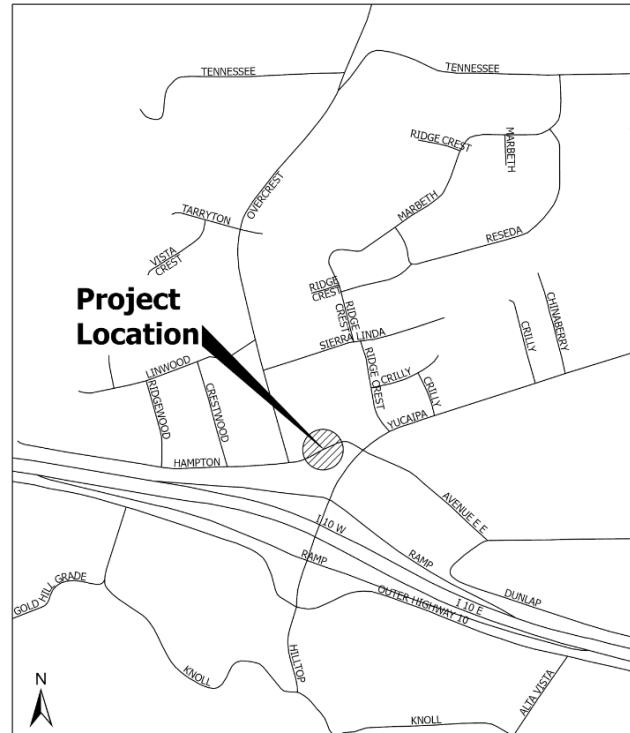 TENNESSEE
TENNESSEE
RIDGE CREST
MARBETH
OVERCREST
MARBETH
TARRYTON
RESEDA
VISTA
CREST
RIDGE
CREST
Project
Location
RIDGE
CREST
CHINABERRY
SIERRA LINDA
CRILLY
LINWOOD
RIDGE CREST
CRILLY
RIDGEWOOD
CRESTWOOD
CRILLY
YUCAIPA
HAMPTON
AVENUE E E
I 10 W
RAMP
RAMP
GOLD HILL GRADE
OUTER HIGHWAY 10
I 10 E
DUNLAP
KNOLL
HILLTOP
N
ALTA VISTA
KNOLL